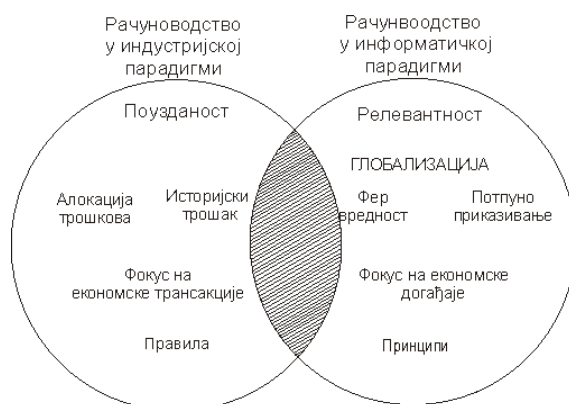 Рачуноводство
у индустријској
парадигми
Рачунвоодство
у информатичкој
парадигми
Поузданост
Алокација
трошкова
Историјски
трошак
Фокус на
економске трансакције
Правила
Релевантност
ГЛОБАЛИЗАЦИЈА
Фер
вредност
Потпуно
приказивање
Фокус на економске
догађаје
Принципи